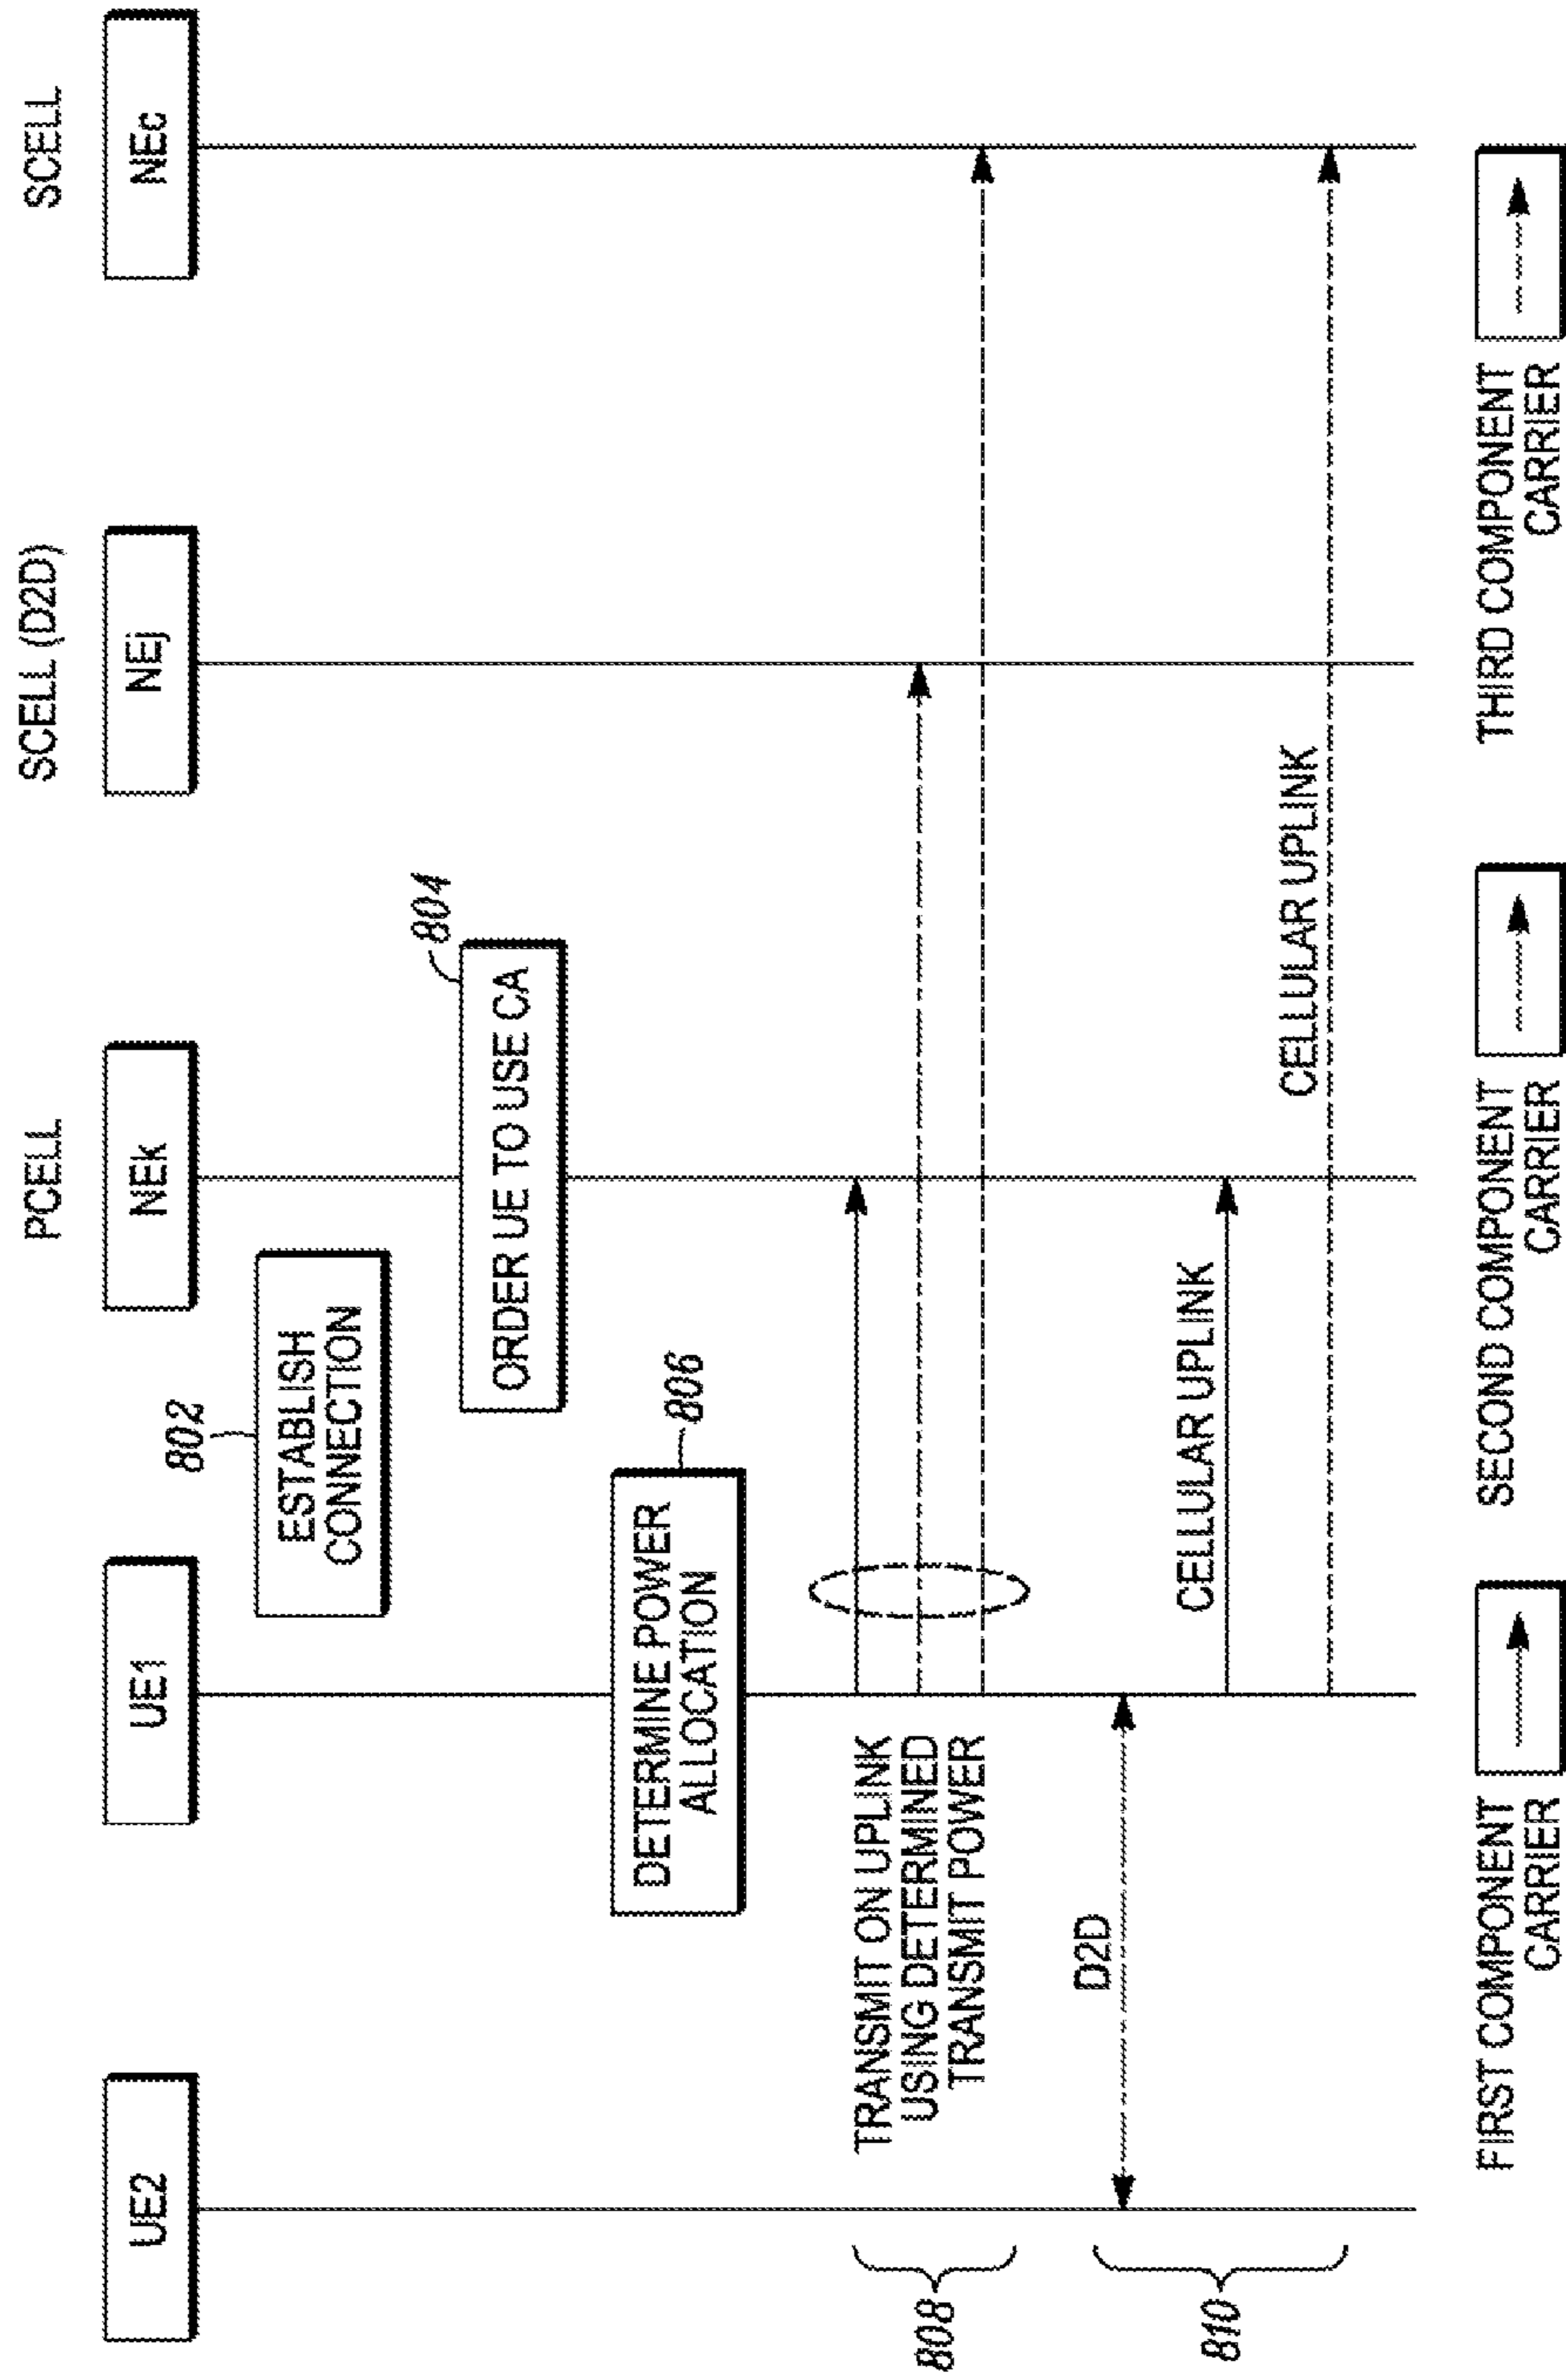 PCELL
SCELL (D2D)
SCELL
UE2
UE1
NEk
NEj
NEc
802
ESTABLISH
CONNECTION
804
ORDER UE TO USE CA
806
DETERMINE POWER
ALLOCATION
808
TRANSMIT ON UPLINK
USING DETERMINED
TRANSMIT POWER
810
D2D
CELLULAR UPLINK
CELLULAR UPLINK
FIRST COMPONENT
CARRIER
SECOND COMPONENT
CARRIER
THIRD COMPONENT
CARRIER